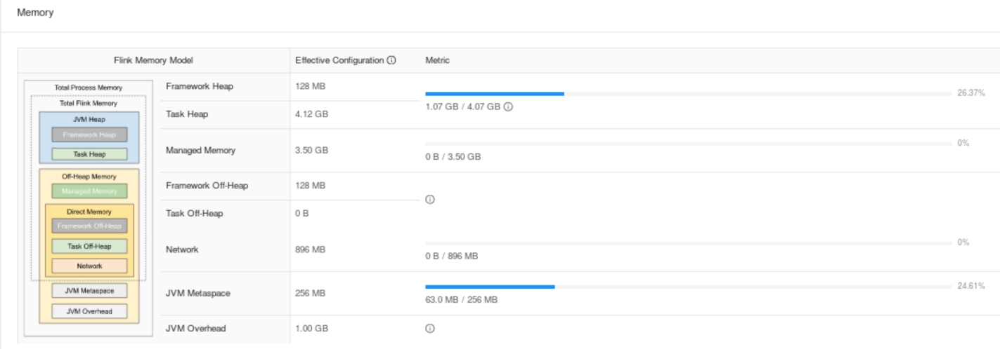 Memory
Flink Memory Model Effective Configuration Metric
Total Process Memory
Total Flink Memory
JVM Heap
Framework Heap
Task Heap
Off-Heap Memory
Managed Memory
Direct Memory
Framework Off-Heap
Task Off-Heap
Network
JVM Metaspace
JVM Overhead
Framework Heap 128 MB
26.37%
1.07 GB / 4.07 GB
Task Heap 4.12 GB
0%
Managed Memory 3.50 GB
0 B / 3.50 GB
Framework Off-Heap 128 MB
Task Off-Heap 0 B
0%
Network 896 MB
0 B / 896 MB
24.61%
JVM Metaspace 256 MB
63.0 MB / 256 MB
JVM Overhead 1.00 GB